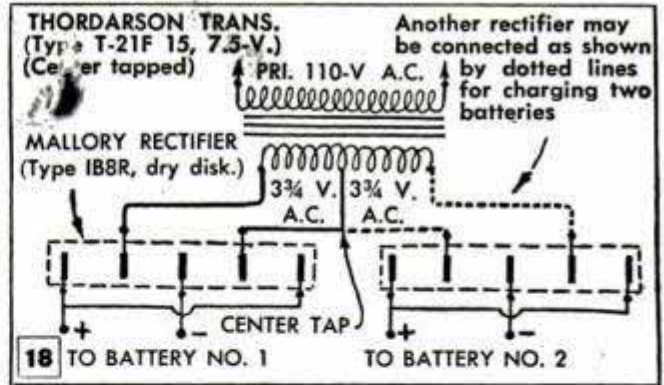 THORDARSON TRANS.
(Type T-21F 15, 7.5-V.)
(Center tapped)
PRI. 110-V A.C.
Another rectifier may
be connected as shown
by dotted lines
for charging two
batteries
MALLORY RECTIFIER
(Type IB8R, dry disk.)
3¾ V. 3¾ V.
A.C. A.C.
+ − CENTER TAP + −
18 TO BATTERY NO. 1 TO BATTERY NO. 2